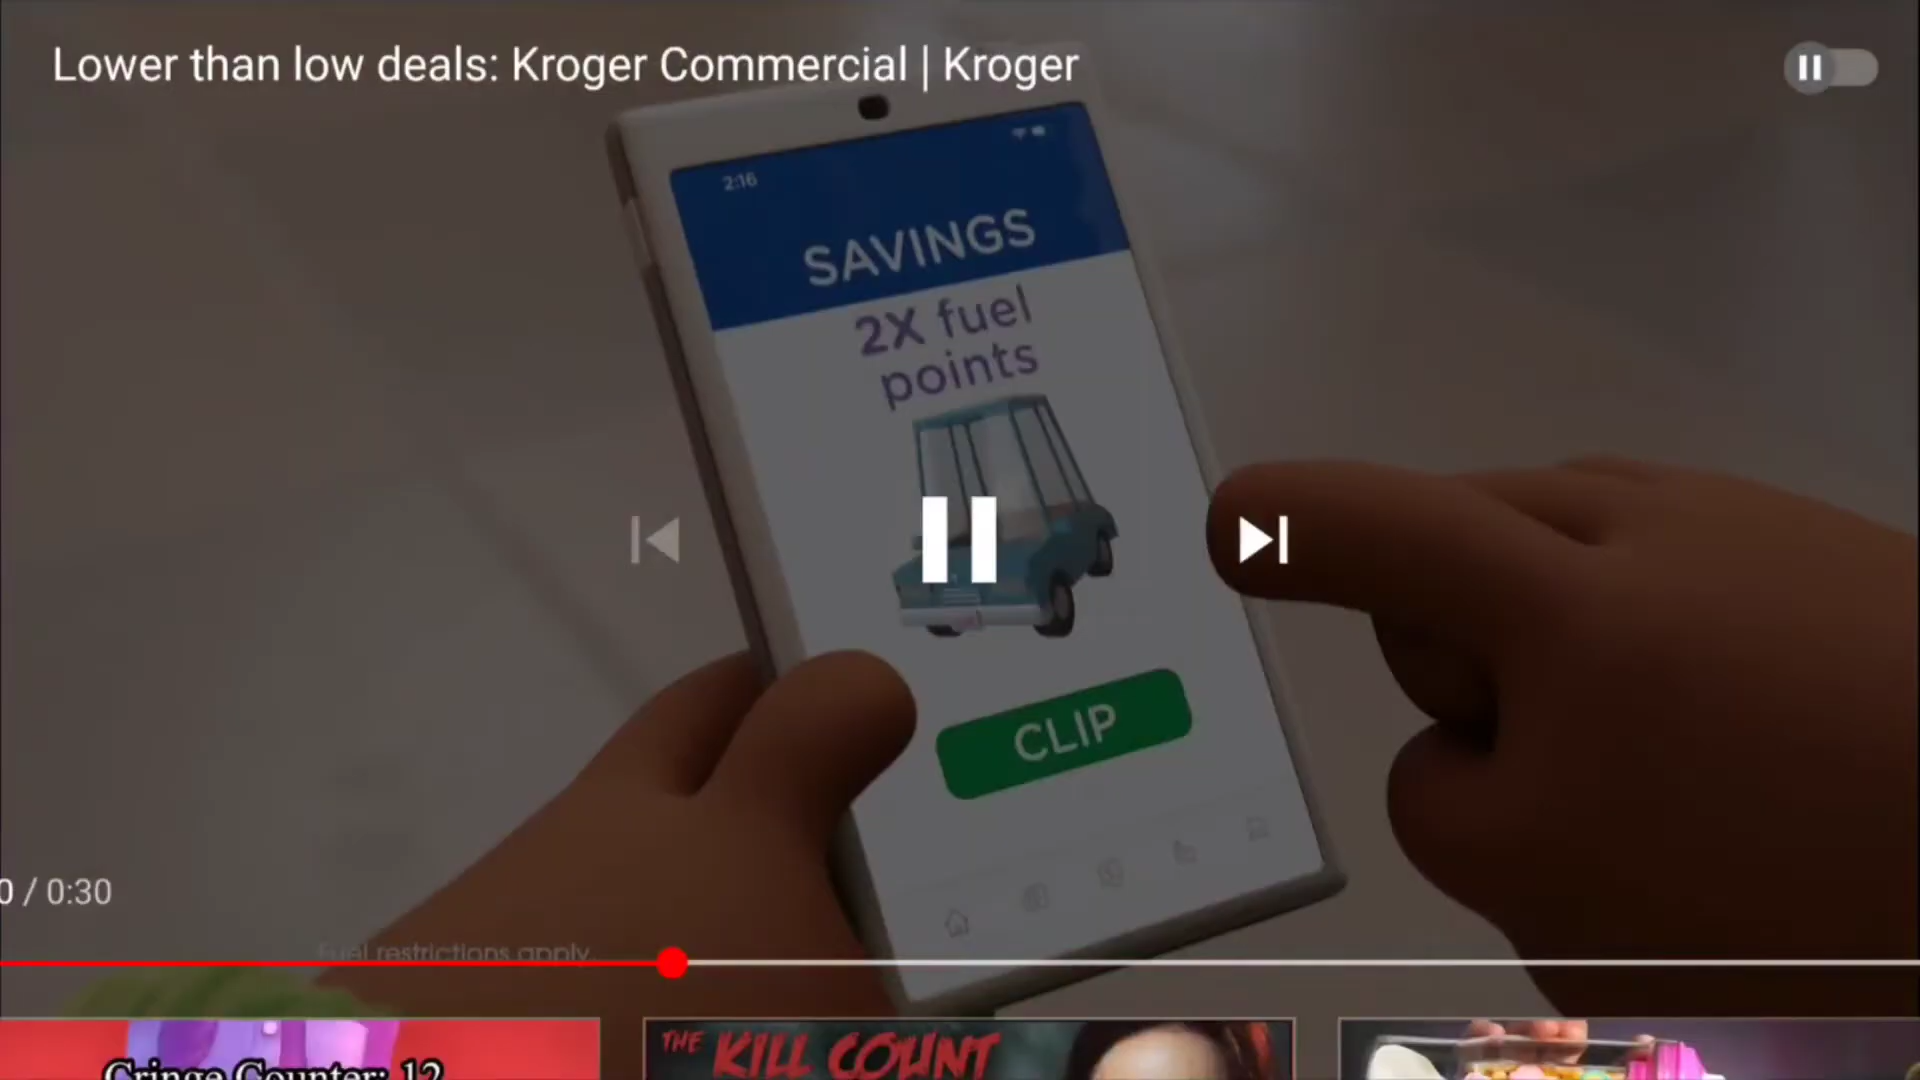 Lower than low deals: Kroger Commercial | Kroger
2:16
SAVINGS
2X fuel
points
CLIP
0 / 0:30
Fuel restrictions apply.
Cringe Counter: 12
THE KILL COUNT